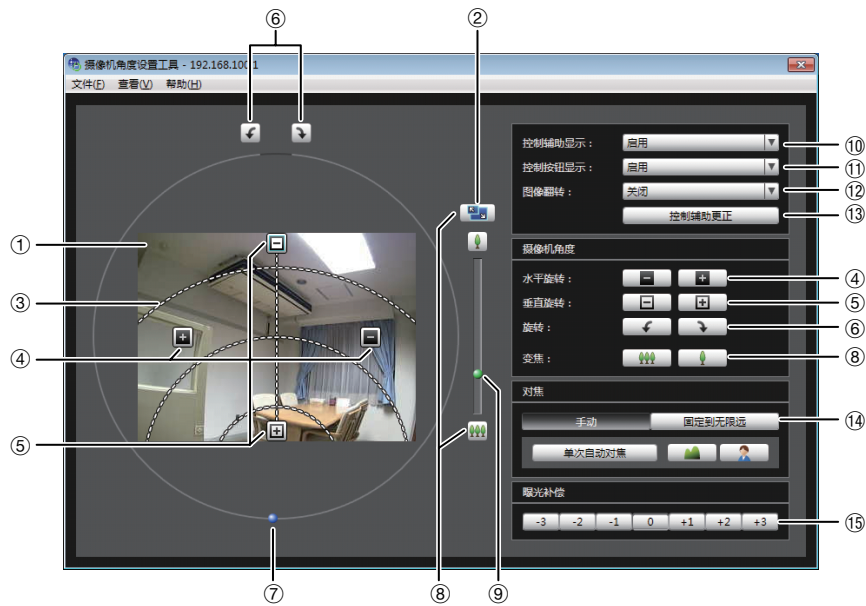 ⑥
②
摄像机角度设置工具 - 192.168.100.1
文件(F) 查看(V) 帮助(H)
控制辅助显示： 启用 ⑩
控制按钮显示： 启用 ⑪
图像翻转： 关闭 ⑫
控制辅助更正 ⑬
①
摄像机角度
③
水平旋转： ④
垂直旋转： ⑤
旋转： ⑥
④
变焦： ⑧
对焦
⑤
手动 固定到无限远 ⑭
单次自动对焦
曝光补偿
-3 -2 -1 0 +1 +2 +3 ⑮
⑦
⑧
⑨